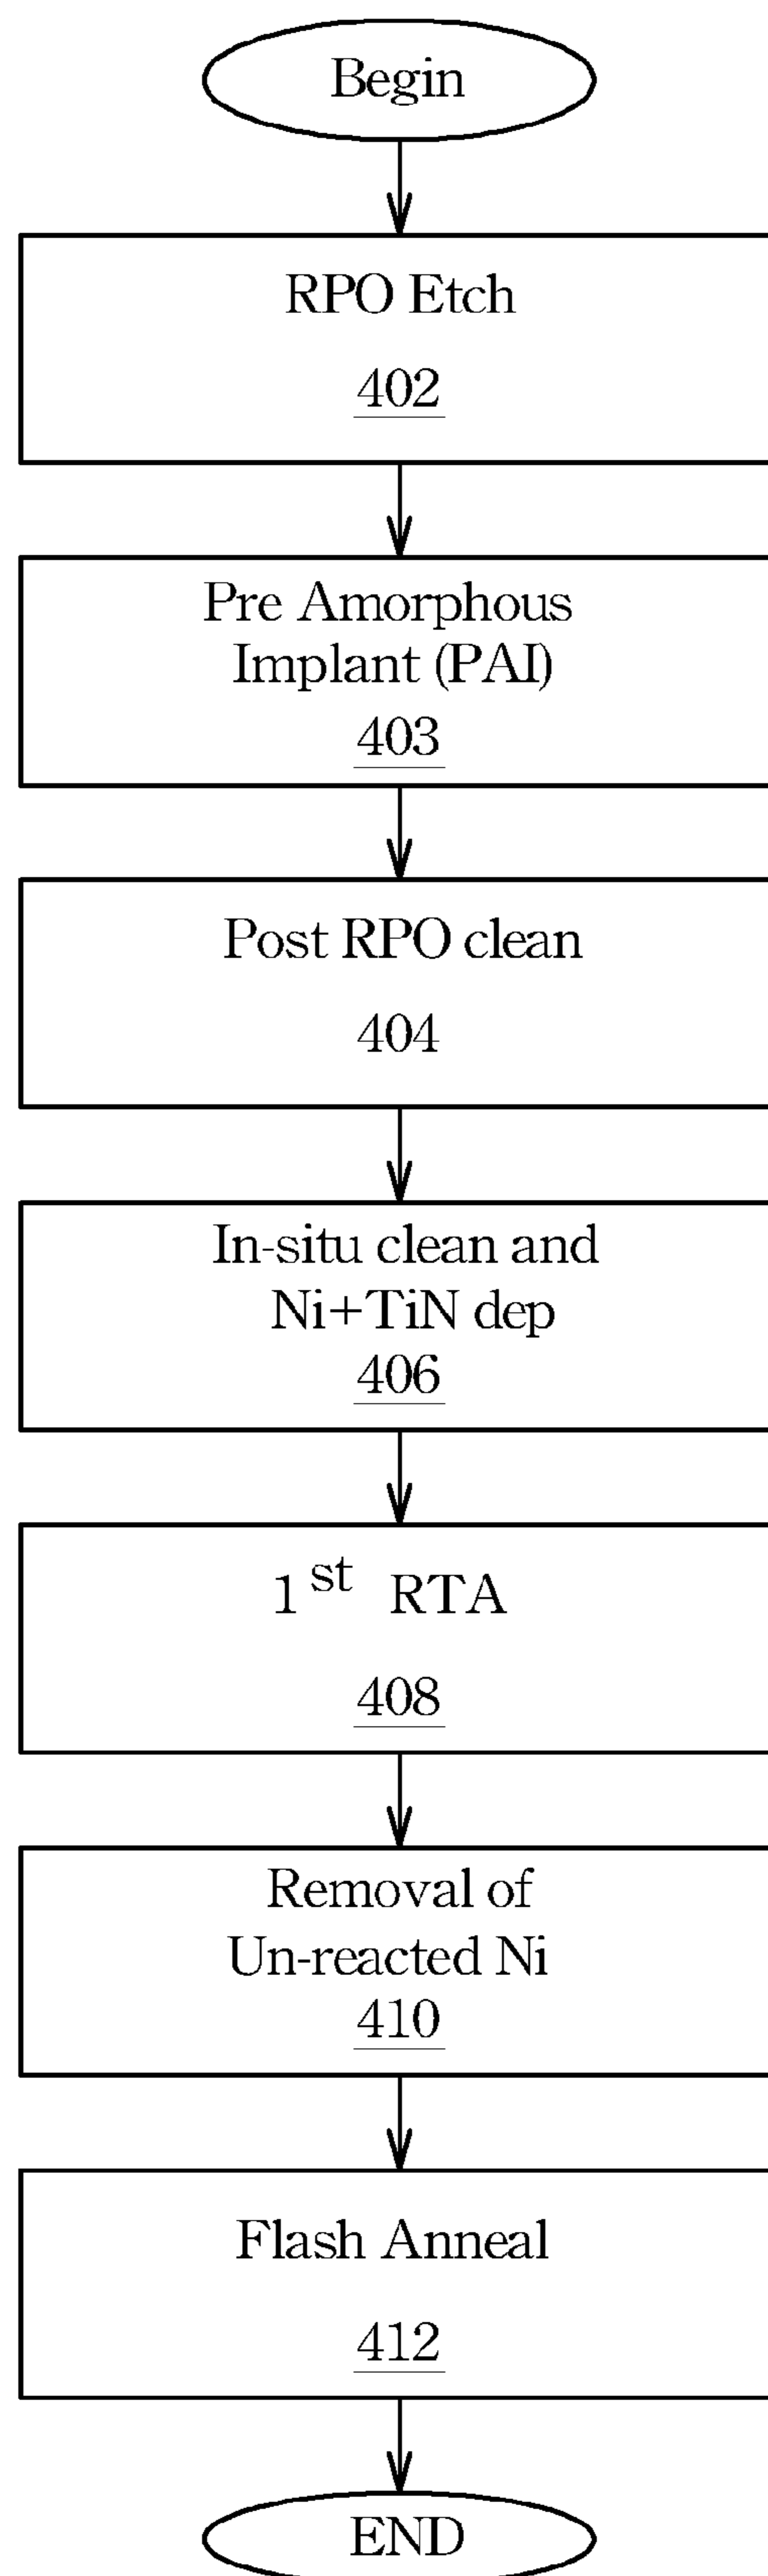 Begin
RPO Etch
402
Pre Amorphous
Implant (PAI)
403
Post RPO clean
404
In-situ clean and
Ni+TiN dep
406
1st RTA
408
Removal of
Un-reacted Ni
410
Flash Anneal
412
END